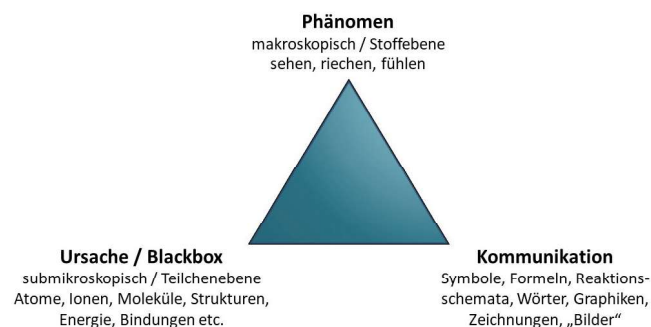 Phänomen
makroskopisch / Stoffebene
sehen, riechen, fühlen
Ursache / Blackbox
submikroskopisch / Teilchenebene
Atome, Ionen, Moleküle, Strukturen,
Energie, Bindungen etc.
Kommunikation
Symbole, Formeln, Reaktions-
schemata, Wörter, Graphiken,
Zeichnungen, „Bilder“